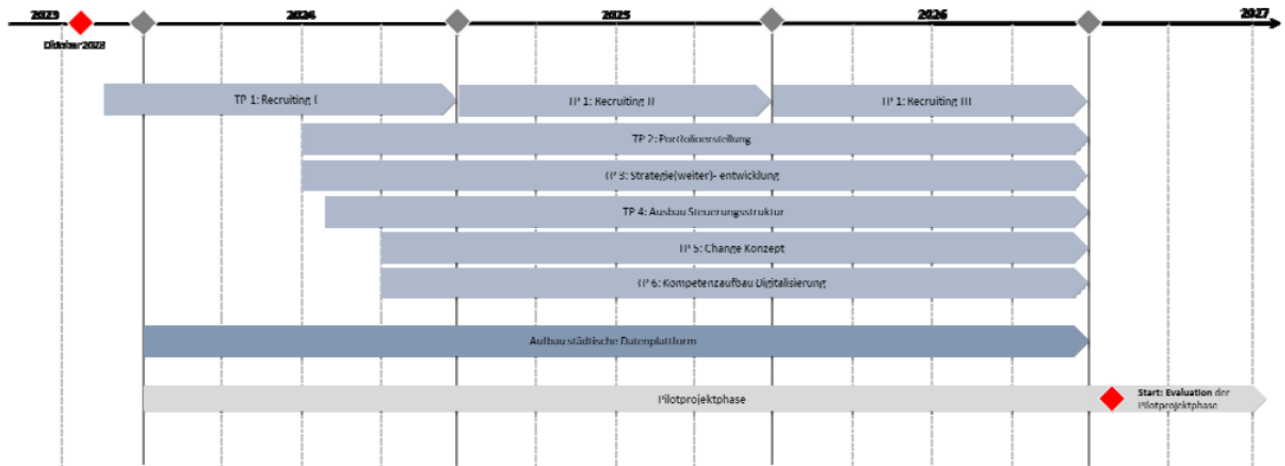 2023
2024
2025
2026
2027
Oktober 2023
TP 1: Recruiting I
TP 1: Recruiting II
TP 1: Recruiting III
TP 2: Portfolioerstellung
TP 3: Strategie(weiter)- entwicklung
TP 4: Ausbau Steuerungsstruktur
TP 5: Change Konzept
TP 6: Kompetenzaufbau Digitalisierung
Aufbau städtische Datenplattform
Pilotprojektphase
Start: Evaluation der
Pilotprojektphase